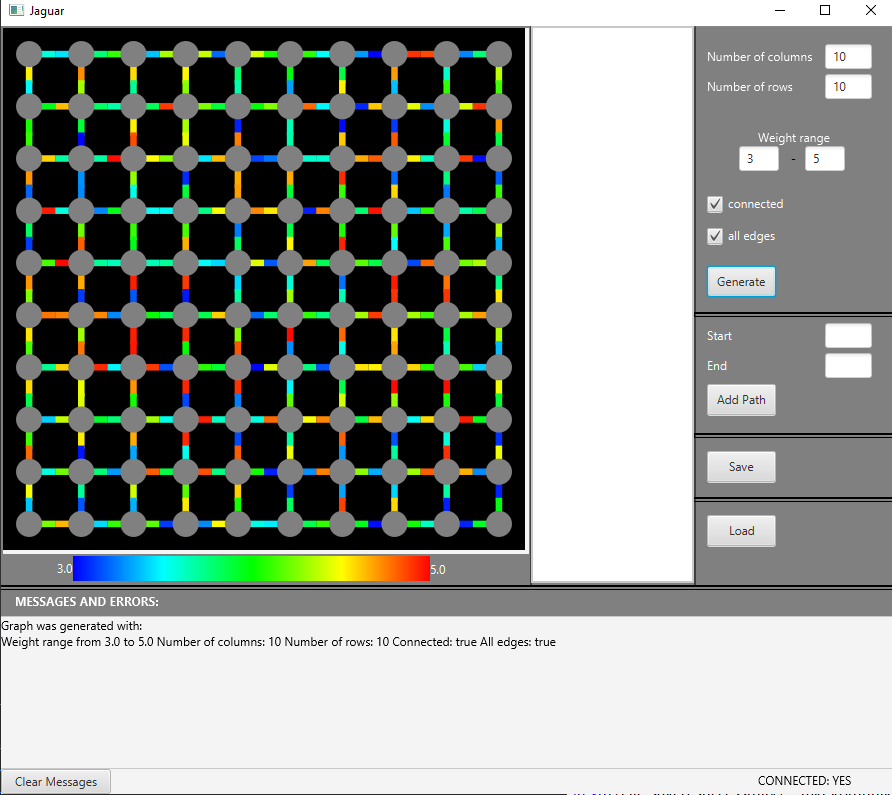 Jaguar
Number of columns 10
Number of rows 10
Weight range
3 - 5
connected
all edges
Generate
Start
End
Add Path
Save
Load
3.0 5.0
MESSAGES AND ERRORS:
Graph was generated with:
Weight range from 3.0 to 5.0 Number of columns: 10 Number of rows: 10 Connected: true All edges: true
Clear Messages
CONNECTED: YES